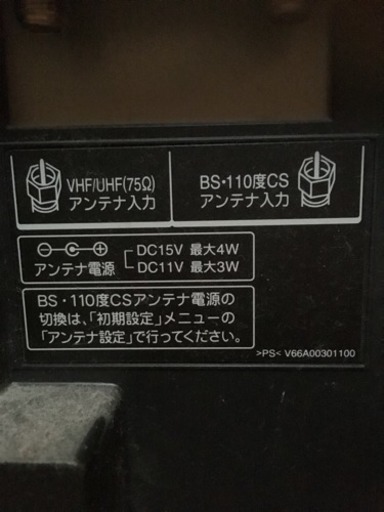 VHF/UHF(75Ω)
アンテナ入力
BS・110度CS
アンテナ入力
アンテナ電源
DC15V 最大4W
DC11V 最大3W
BS・110度CSアンテナ電源の
切換は、「初期設定」メニューの
「アンテナ設定」で行ってください。
>PS< V66A00301100